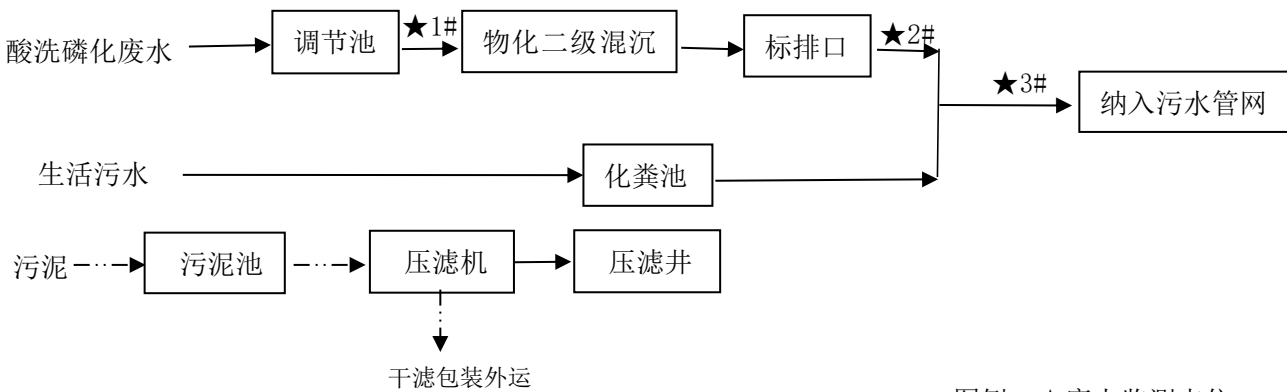 酸洗磷化废水
调节池
★1#
物化二级混沉
标排口
★2#
★3#
纳入污水管网
生活污水
化粪池
污泥
污泥池
压滤机
压滤井
干滤包装外运